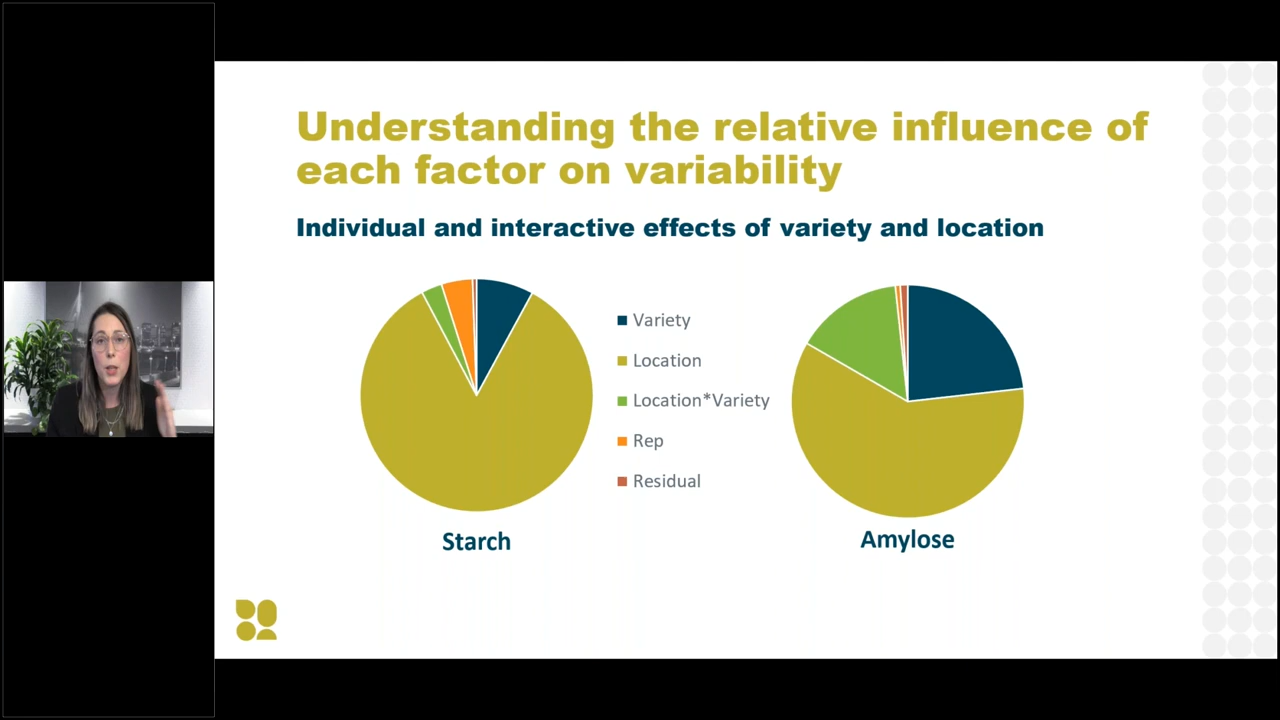 Understanding the relative influence of
each factor on variability
Individual and interactive effects of variety and location
Variety
Location
Location*Variety
Rep
Residual
Starch
Amylose